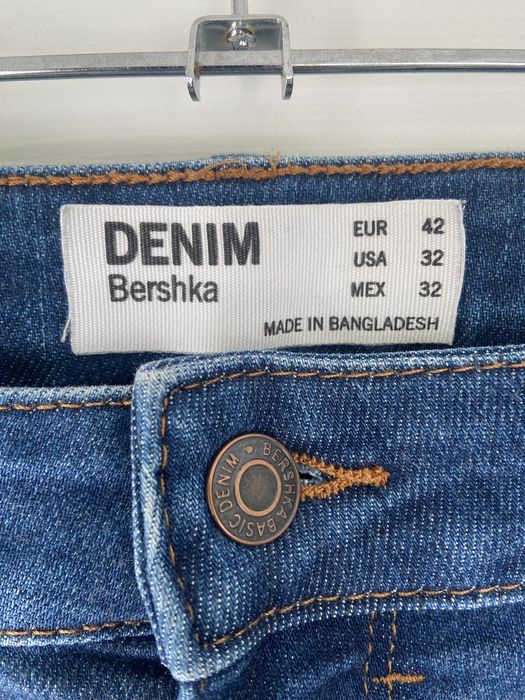 DENIM
Bershka
EUR 42
USA 32
MEX 32
MADE IN BANGLADESH
BERSHKA BASIC DENIM •